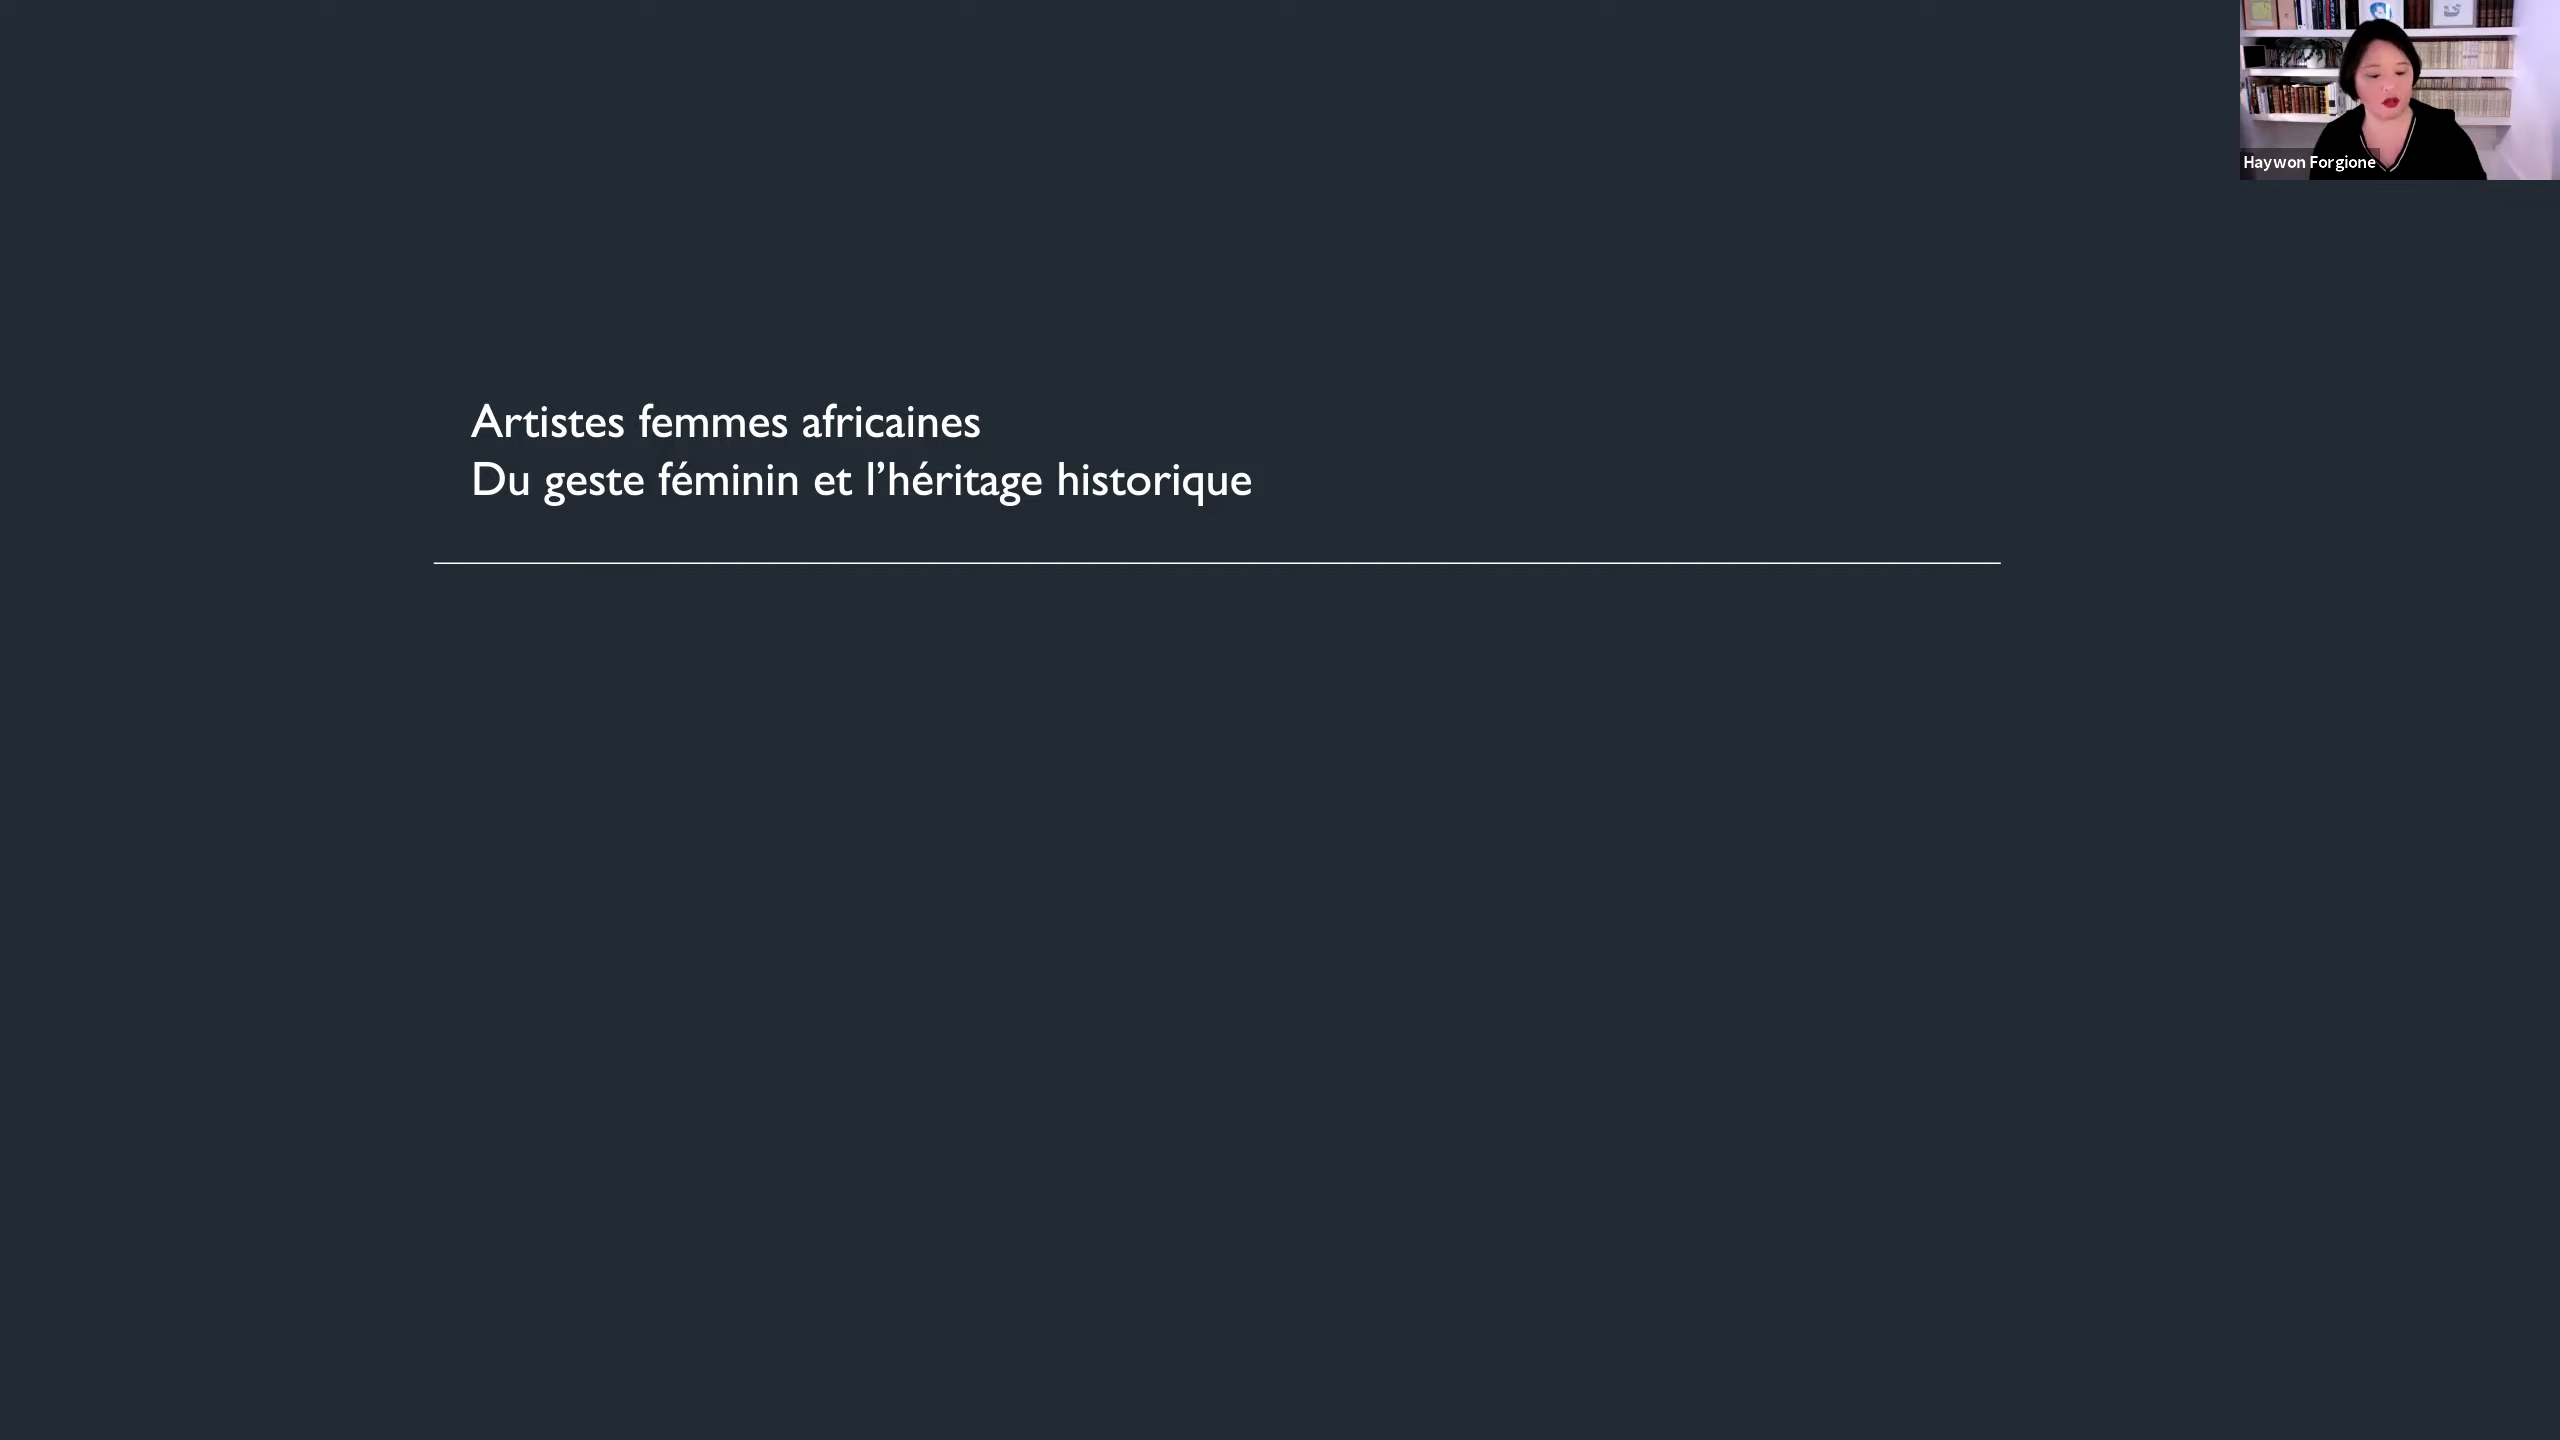 Artistes femmes africaines
Du geste féminin et l’héritage historique
Haywon Forgione